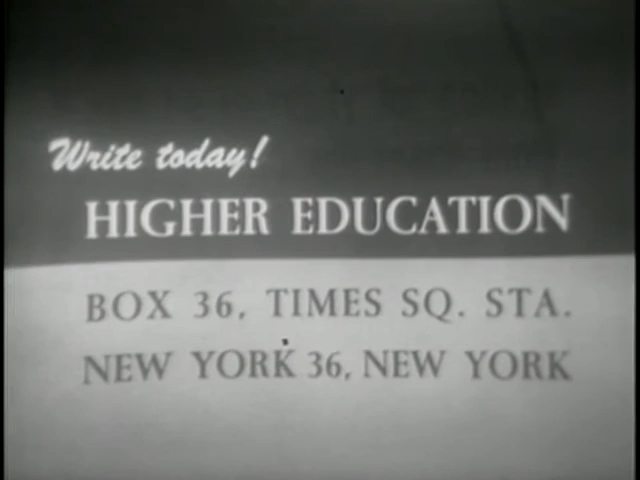 Write today!
HIGHER EDUCATION
BOX 36, TIMES SQ. STA.
NEW YORK 36, NEW YORK